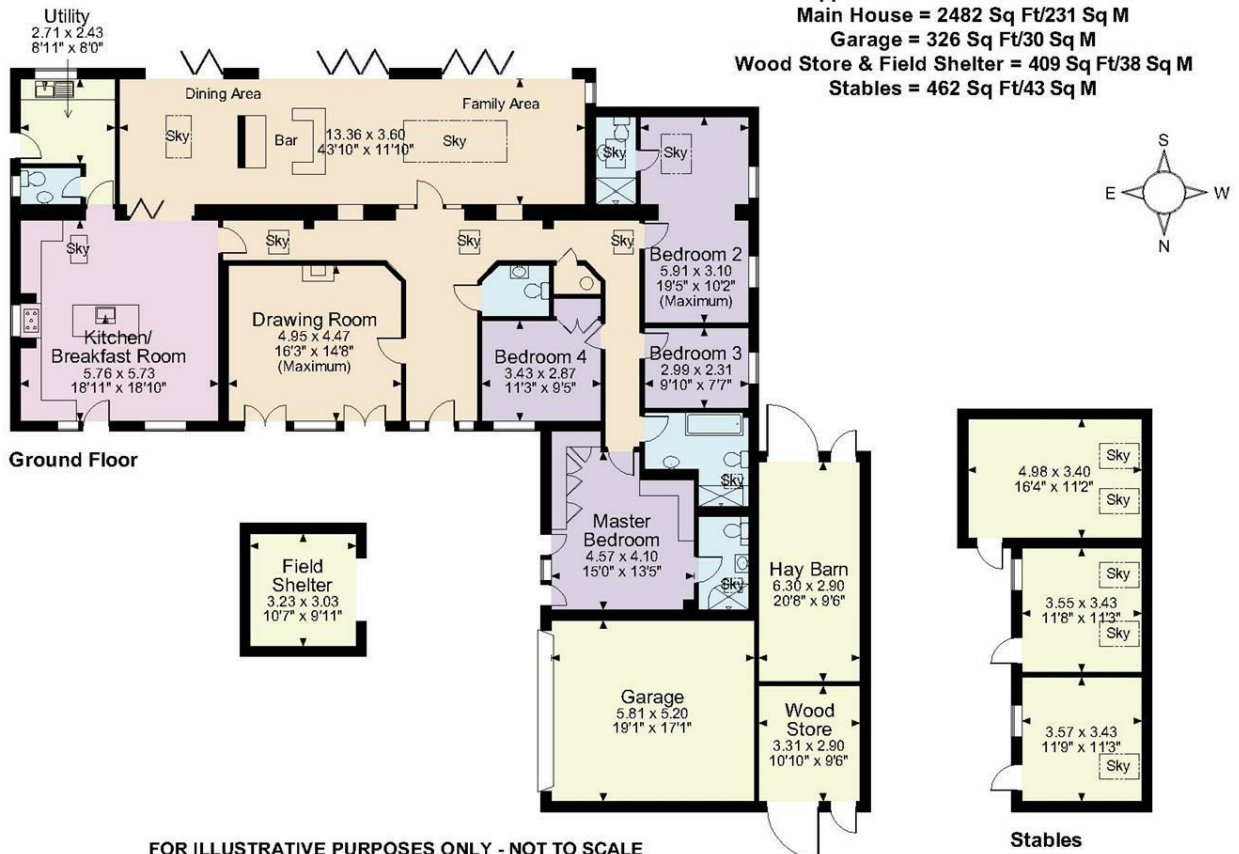 Main House = 2482 Sq Ft/231 Sq M
Garage = 326 Sq Ft/30 Sq M
Wood Store & Field Shelter = 409 Sq Ft/38 Sq M
Stables = 462 Sq Ft/43 Sq M
S
E
W
N
Utility
2.71 x 2.43
8'11" x 8'0"
Dining Area
Family Area
Sky
Bar
13.36 x 3.60
43'10" x 11'10"
Sky
Sky
Sky
Sky
Sky
Sky
Sky
Bedroom 2
5.91 x 3.10
19'5" x 10'2"
(Maximum)
Kitchen/
Breakfast Room
5.76 x 5.73
18'11" x 18'10"
Drawing Room
4.95 x 4.47
16'3" x 14'8"
(Maximum)
Bedroom 4
3.43 x 2.87
11'3" x 9'5"
Bedroom 3
2.99 x 2.31
9'10" x 7'7"
Ground Floor
Sky
Master
Bedroom
4.57 x 4.10
15'0" x 13'5"
Sky
Hay Barn
6.30 x 2.90
20'8" x 9'6"
Field
Shelter
3.23 x 3.03
10'7" x 9'11"
Garage
5.81 x 5.20
19'1" x 17'1"
Wood
Store
3.31 x 2.90
10'10" x 9'6"
4.98 x 3.40
16'4" x 11'2"
Sky
Sky
3.55 x 3.43
11'8" x 11'3"
Sky
Sky
3.57 x 3.43
11'9" x 11'3"
Sky
Stables
FOR ILLUSTRATIVE PURPOSES ONLY - NOT TO SCALE